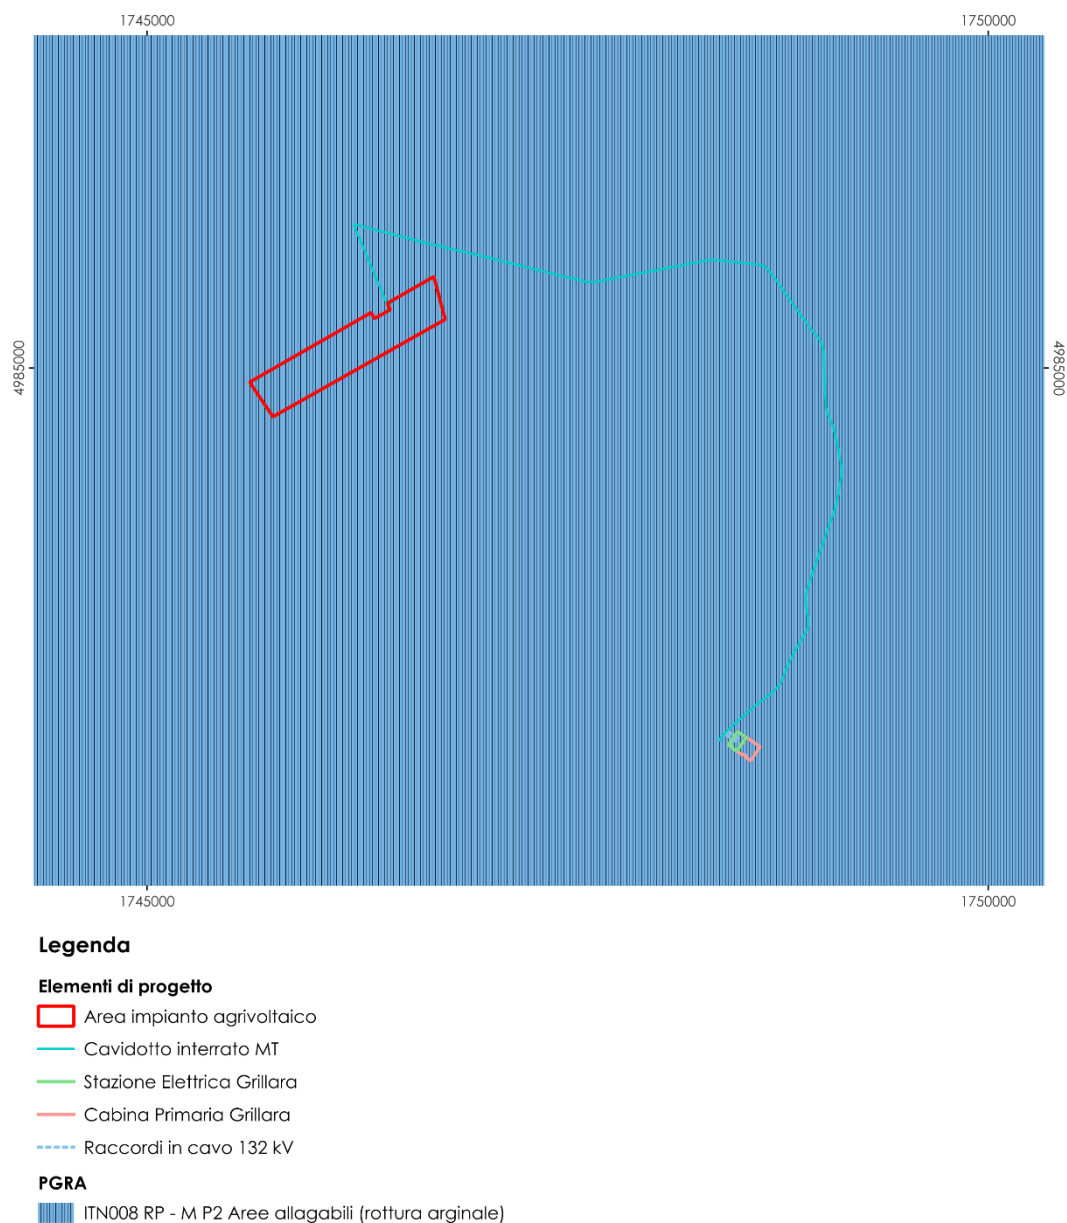 1745000 1750000
4985000 4985000
1745000 1750000
Legenda
Elementi di progetto
Area impianto agrivoltaico
Cavidotto interrato MT
Stazione Elettrica Grillara
Cabina Primaria Grillara
Raccordi in cavo 132 kV
PGRA
ITN008 RP - M P2 Aree allagabili (rottura arginale)